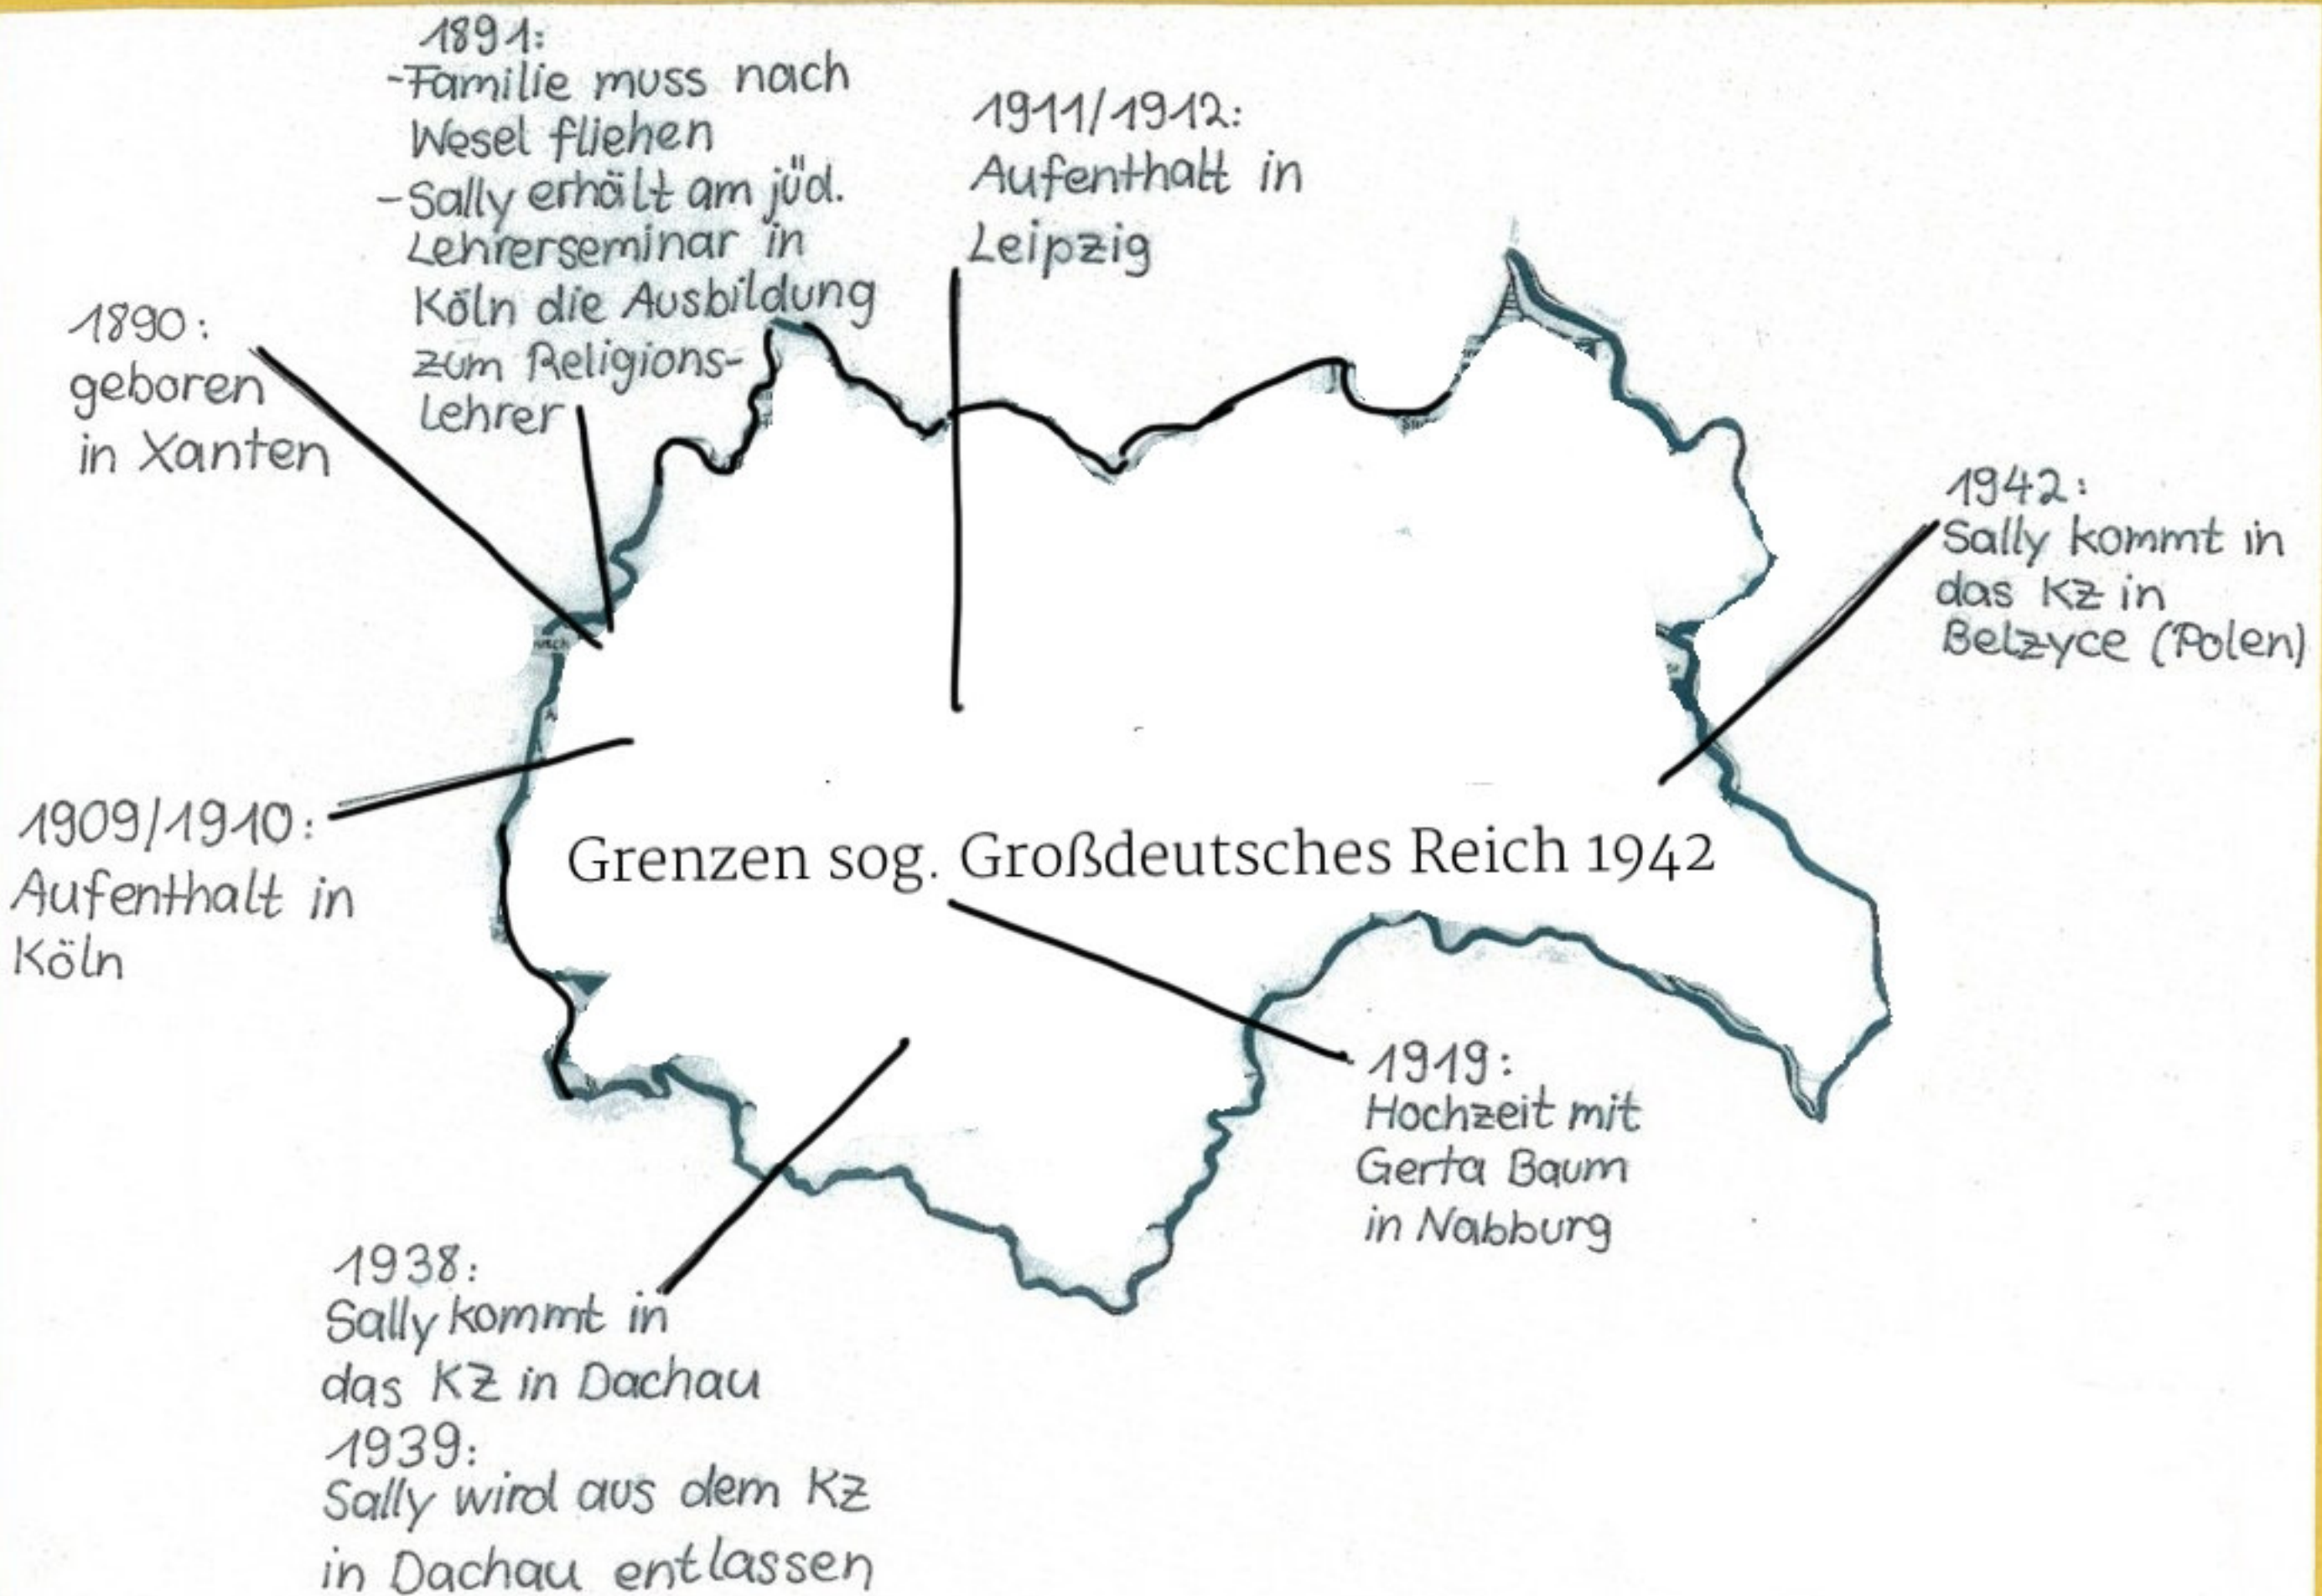 1891:
-Familie muss nach
Wesel fliehen
-Sally erhält am jüd.
Lehrerseminar in
Köln die Ausbildung
zum Religions-
lehrer
1911/1912:
Aufenthalt in
Leipzig
1890:
geboren
in Xanten
1942:
Sally kommt in
das KZ in
Belzyce (Polen)
1909/1910:
Aufenthalt in
Köln
Grenzen sog. Großdeutsches Reich 1942
1919:
Hochzeit mit
Gerta Baum
in Nabburg
1938:
Sally kommt in
das KZ in Dachau
1939:
Sally wird aus dem KZ
in Dachau entlassen